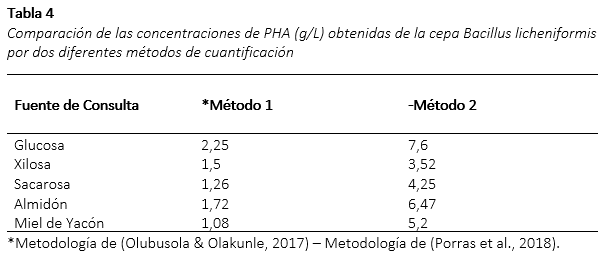 Tabla 4
Comparación de las concentraciones de PHA (g/L) obtenidas de la cepa Bacillus licheniformis
por dos diferentes métodos de cuantificación
Fuente de Consulta *Método 1 -Método 2
Glucosa 2,25 7,6
Xilosa 1,5 3,52
Sacarosa 1,26 4,25
Almidón 1,72 6,47
Miel de Yacón 1,08 5,2
*Metodología de (Olubusola & Olakunle, 2017) – Metodología de (Porras et al., 2018).